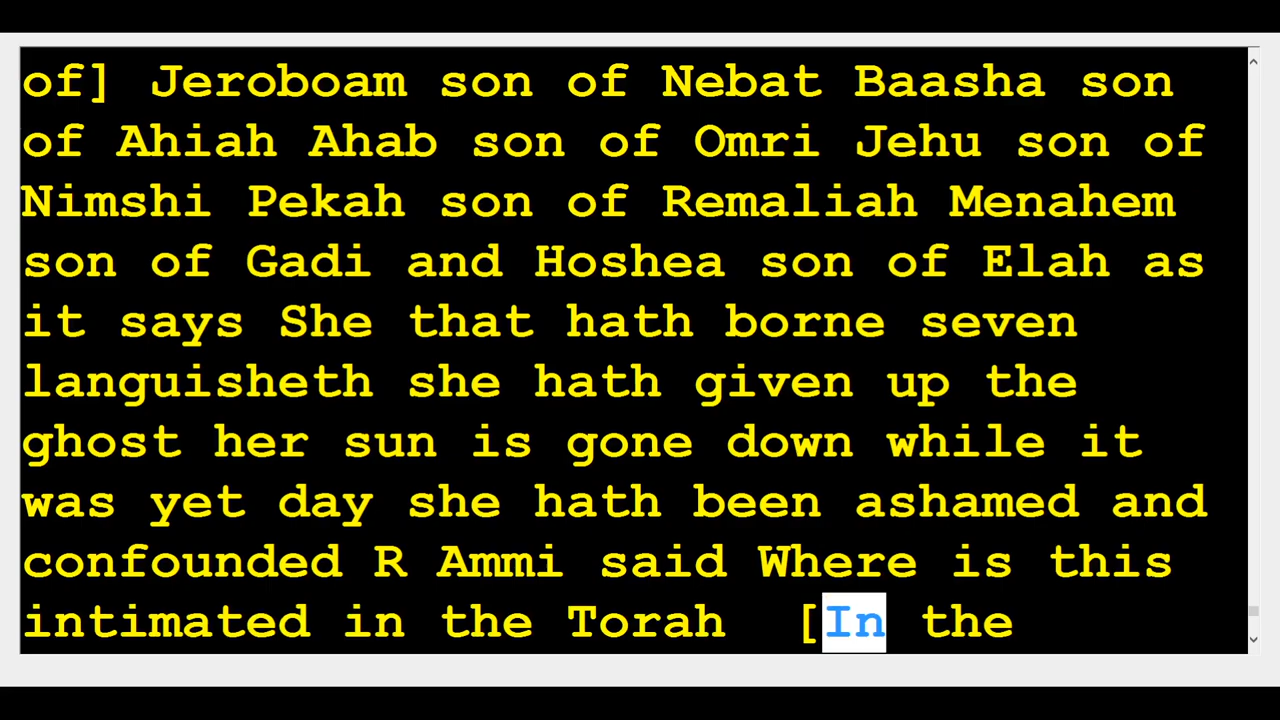 of] Jeroboam son of Nebat Baasha son
of Ahiah Ahab son of Omri Jehu son of
Nimshi Pekah son of Remaliah Menahem
son of Gadi and Hoshea son of Elah as
it says She that hath borne seven
languisheth she hath given up the
ghost her sun is gone down while it
was yet day she hath been ashamed and
confounded R Ammi said Where is this
intimated in the Torah  [In the